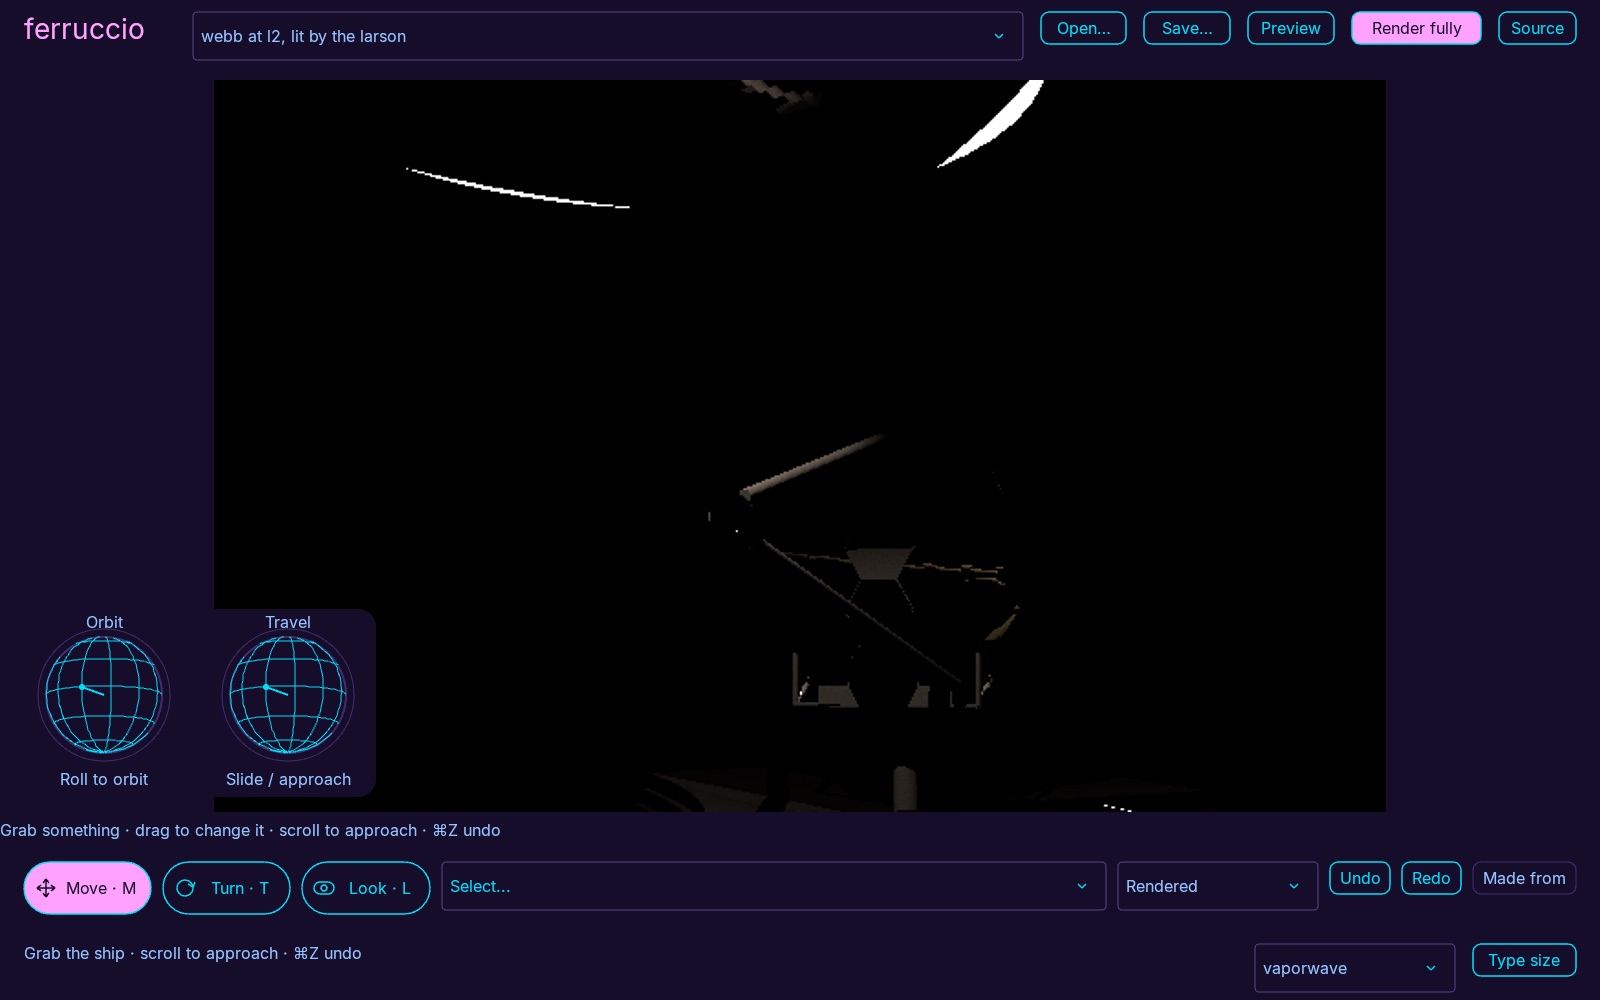 ferruccio
webb at l2, lit by the larson
Open...
Save...
Preview
Render fully
Source
Orbit
Travel
Roll to orbit
Slide / approach
Grab something · drag to change it · scroll to approach · ⌘Z undo
Move · M
Turn · T
Look · L
Select...
Rendered
Undo
Redo
Made from
Grab the ship · scroll to approach · ⌘Z undo
vaporwave
Type size